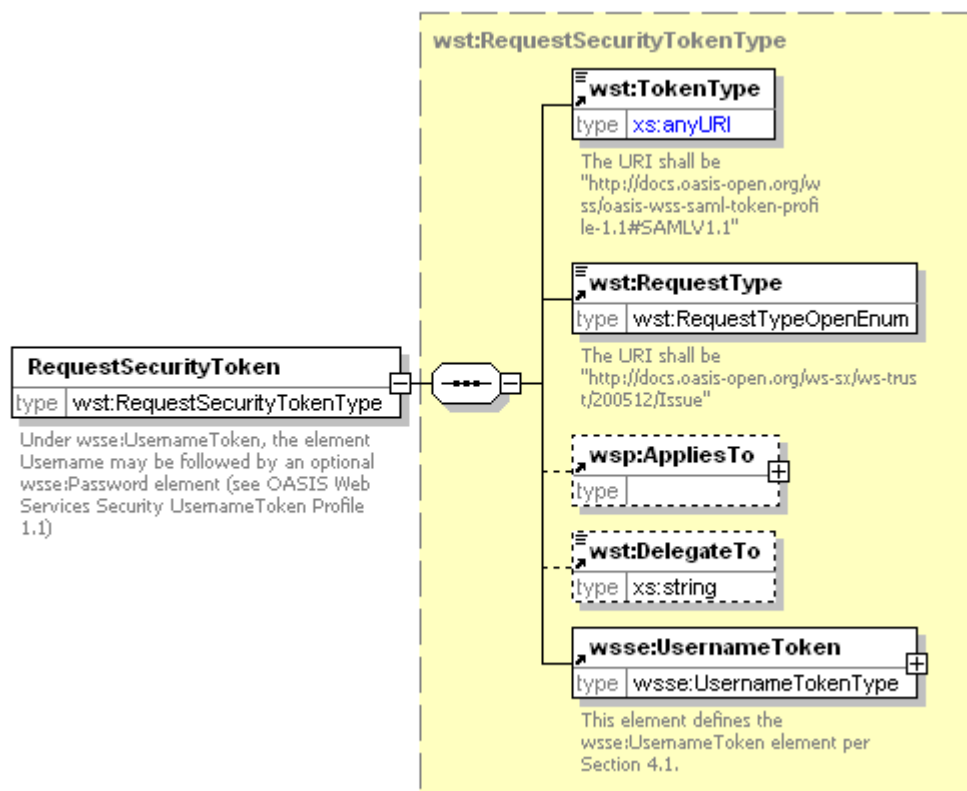 wst:RequestSecurityTokenType
wst:TokenType
type xs:anyURI
The URI shall be
"http://docs.oasis-open.org/w
ss/oasis-wss-saml-token-profi
le-1.1#SAMLV1.1"
wst:RequestType
type wst:RequestTypeOpenEnum
The URI shall be
"http://docs.oasis-open.org/ws-sx/ws-trus
t/200512/Issue"
RequestSecurityToken
type wst:RequestSecurityTokenType
Under wsse:UsernameToken, the element
Username may be followed by an optional
wsse:Password element (see OASIS Web
Services Security UsernameToken Profile
1.1)
wsp:AppliesTo
type
wst:DelegateTo
type xs:string
wsse:UsernameToken
type wsse:UsernameTokenType
This element defines the
wsse:UsernameToken element per
Section 4.1.